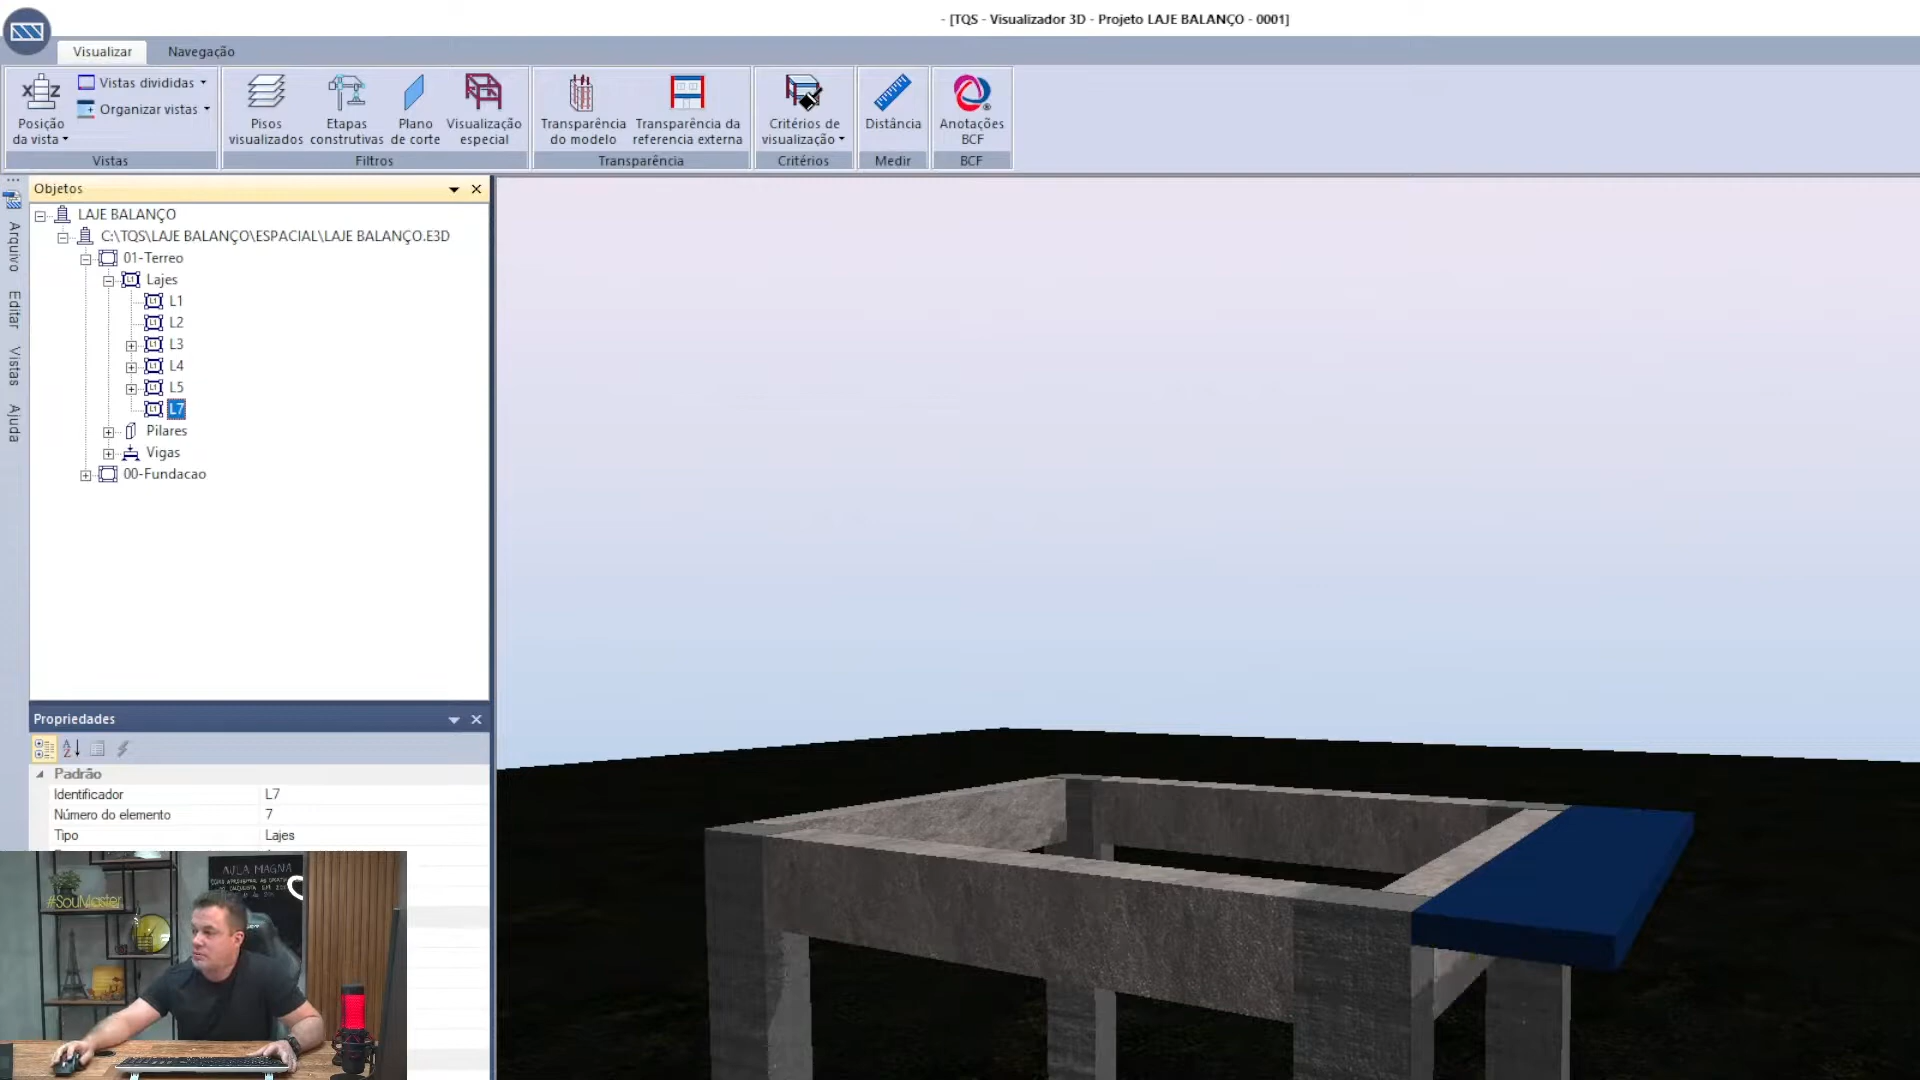 - [TQS - Visualizador 3D - Projeto LAJE BALANÇO - 0001]
Visualizar
Navegação
X Z
Posição
da vista
Vistas divididas
Organizar vistas
Vistas
Pisos
visualizados
Etapas
construtivas
Plano
de corte
Visualização
especial
Filtros
Transparência
do modelo
Transparência da
referencia externa
Transparência
Critérios de
visualização
Critérios
Distância
Medir
Anotações
BCF
BCF
Arquivo
Editar
Vistas
Ajuda
Objetos
LAJE BALANÇO
C:\TQS\LAJE BALANÇO\ESPACIAL\LAJE BALANÇO.E3D
01-Terreo
Lajes
L1
L2
L3
L4
L5
L7
Pilares
Vigas
00-Fundacao
Propriedades
Padrão
Identificador L7
Número do elemento 7
Tipo Lajes
AULA MAGNA
#SouMaster